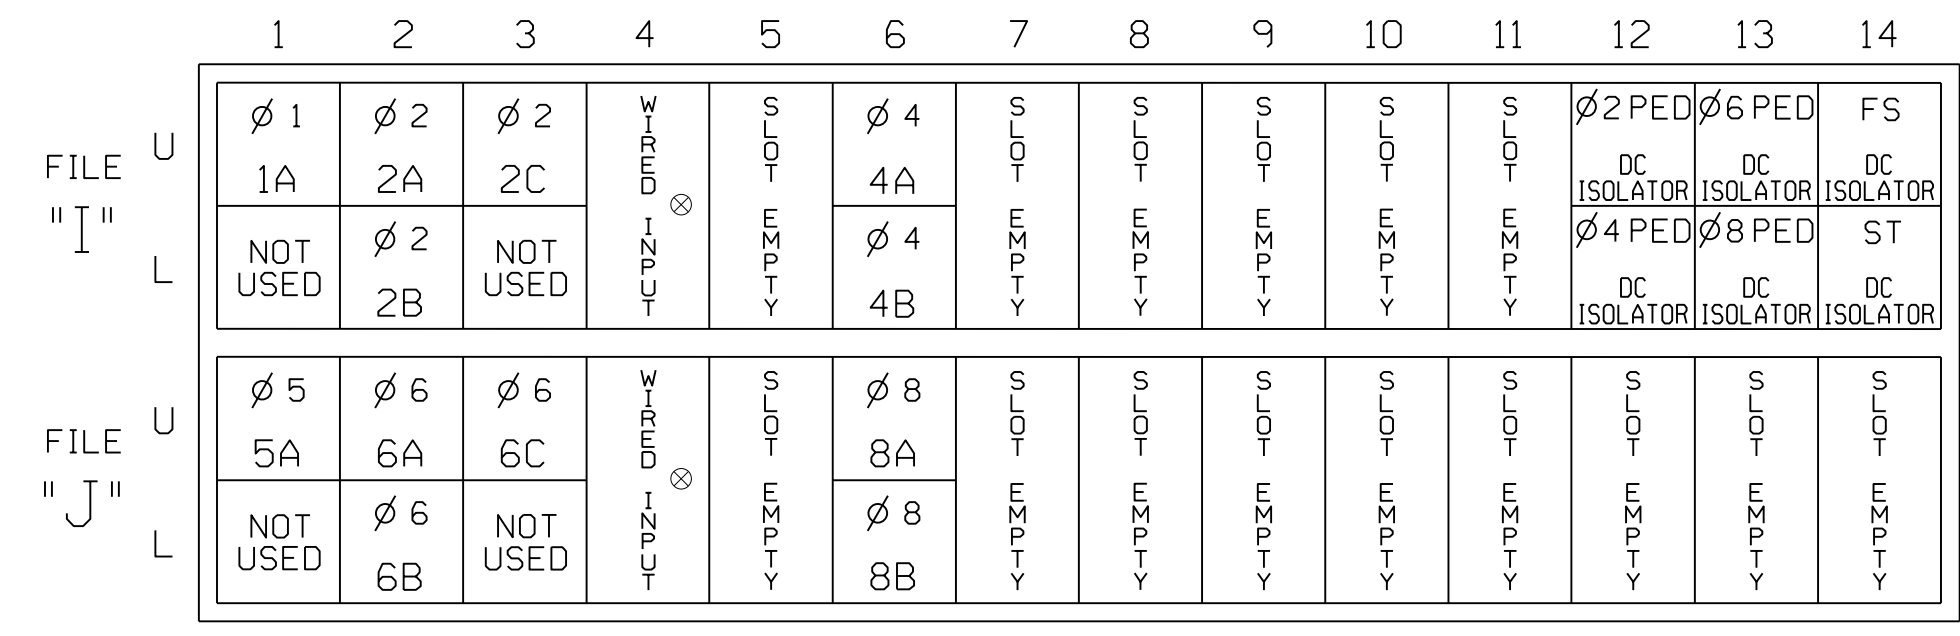 1 2 3 4 5 6 7 8 9 10 11 12 13 14
FILE
"I"
U
L
Ø 1
1A
NOT
USED
Ø 2
2A
Ø 2
2B
Ø 2
2C
NOT
USED
WIRED INPUT
SLOT EMPTY
Ø 4
4A
Ø 4
4B
SLOT EMPTY
SLOT EMPTY
SLOT EMPTY
SLOT EMPTY
SLOT EMPTY
Ø2 PED
DC
ISOLATOR
Ø4 PED
DC
ISOLATOR
Ø6 PED
DC
ISOLATOR
Ø8 PED
DC
ISOLATOR
FS
DC
ISOLATOR
ST
DC
ISOLATOR
FILE
"J"
U
L
Ø 5
5A
NOT
USED
Ø 6
6A
Ø 6
6B
Ø 6
6C
NOT
USED
WIRED INPUT
SLOT EMPTY
Ø 8
8A
Ø 8
8B
SLOT EMPTY
SLOT EMPTY
SLOT EMPTY
SLOT EMPTY
SLOT EMPTY
SLOT EMPTY
SLOT EMPTY
SLOT EMPTY